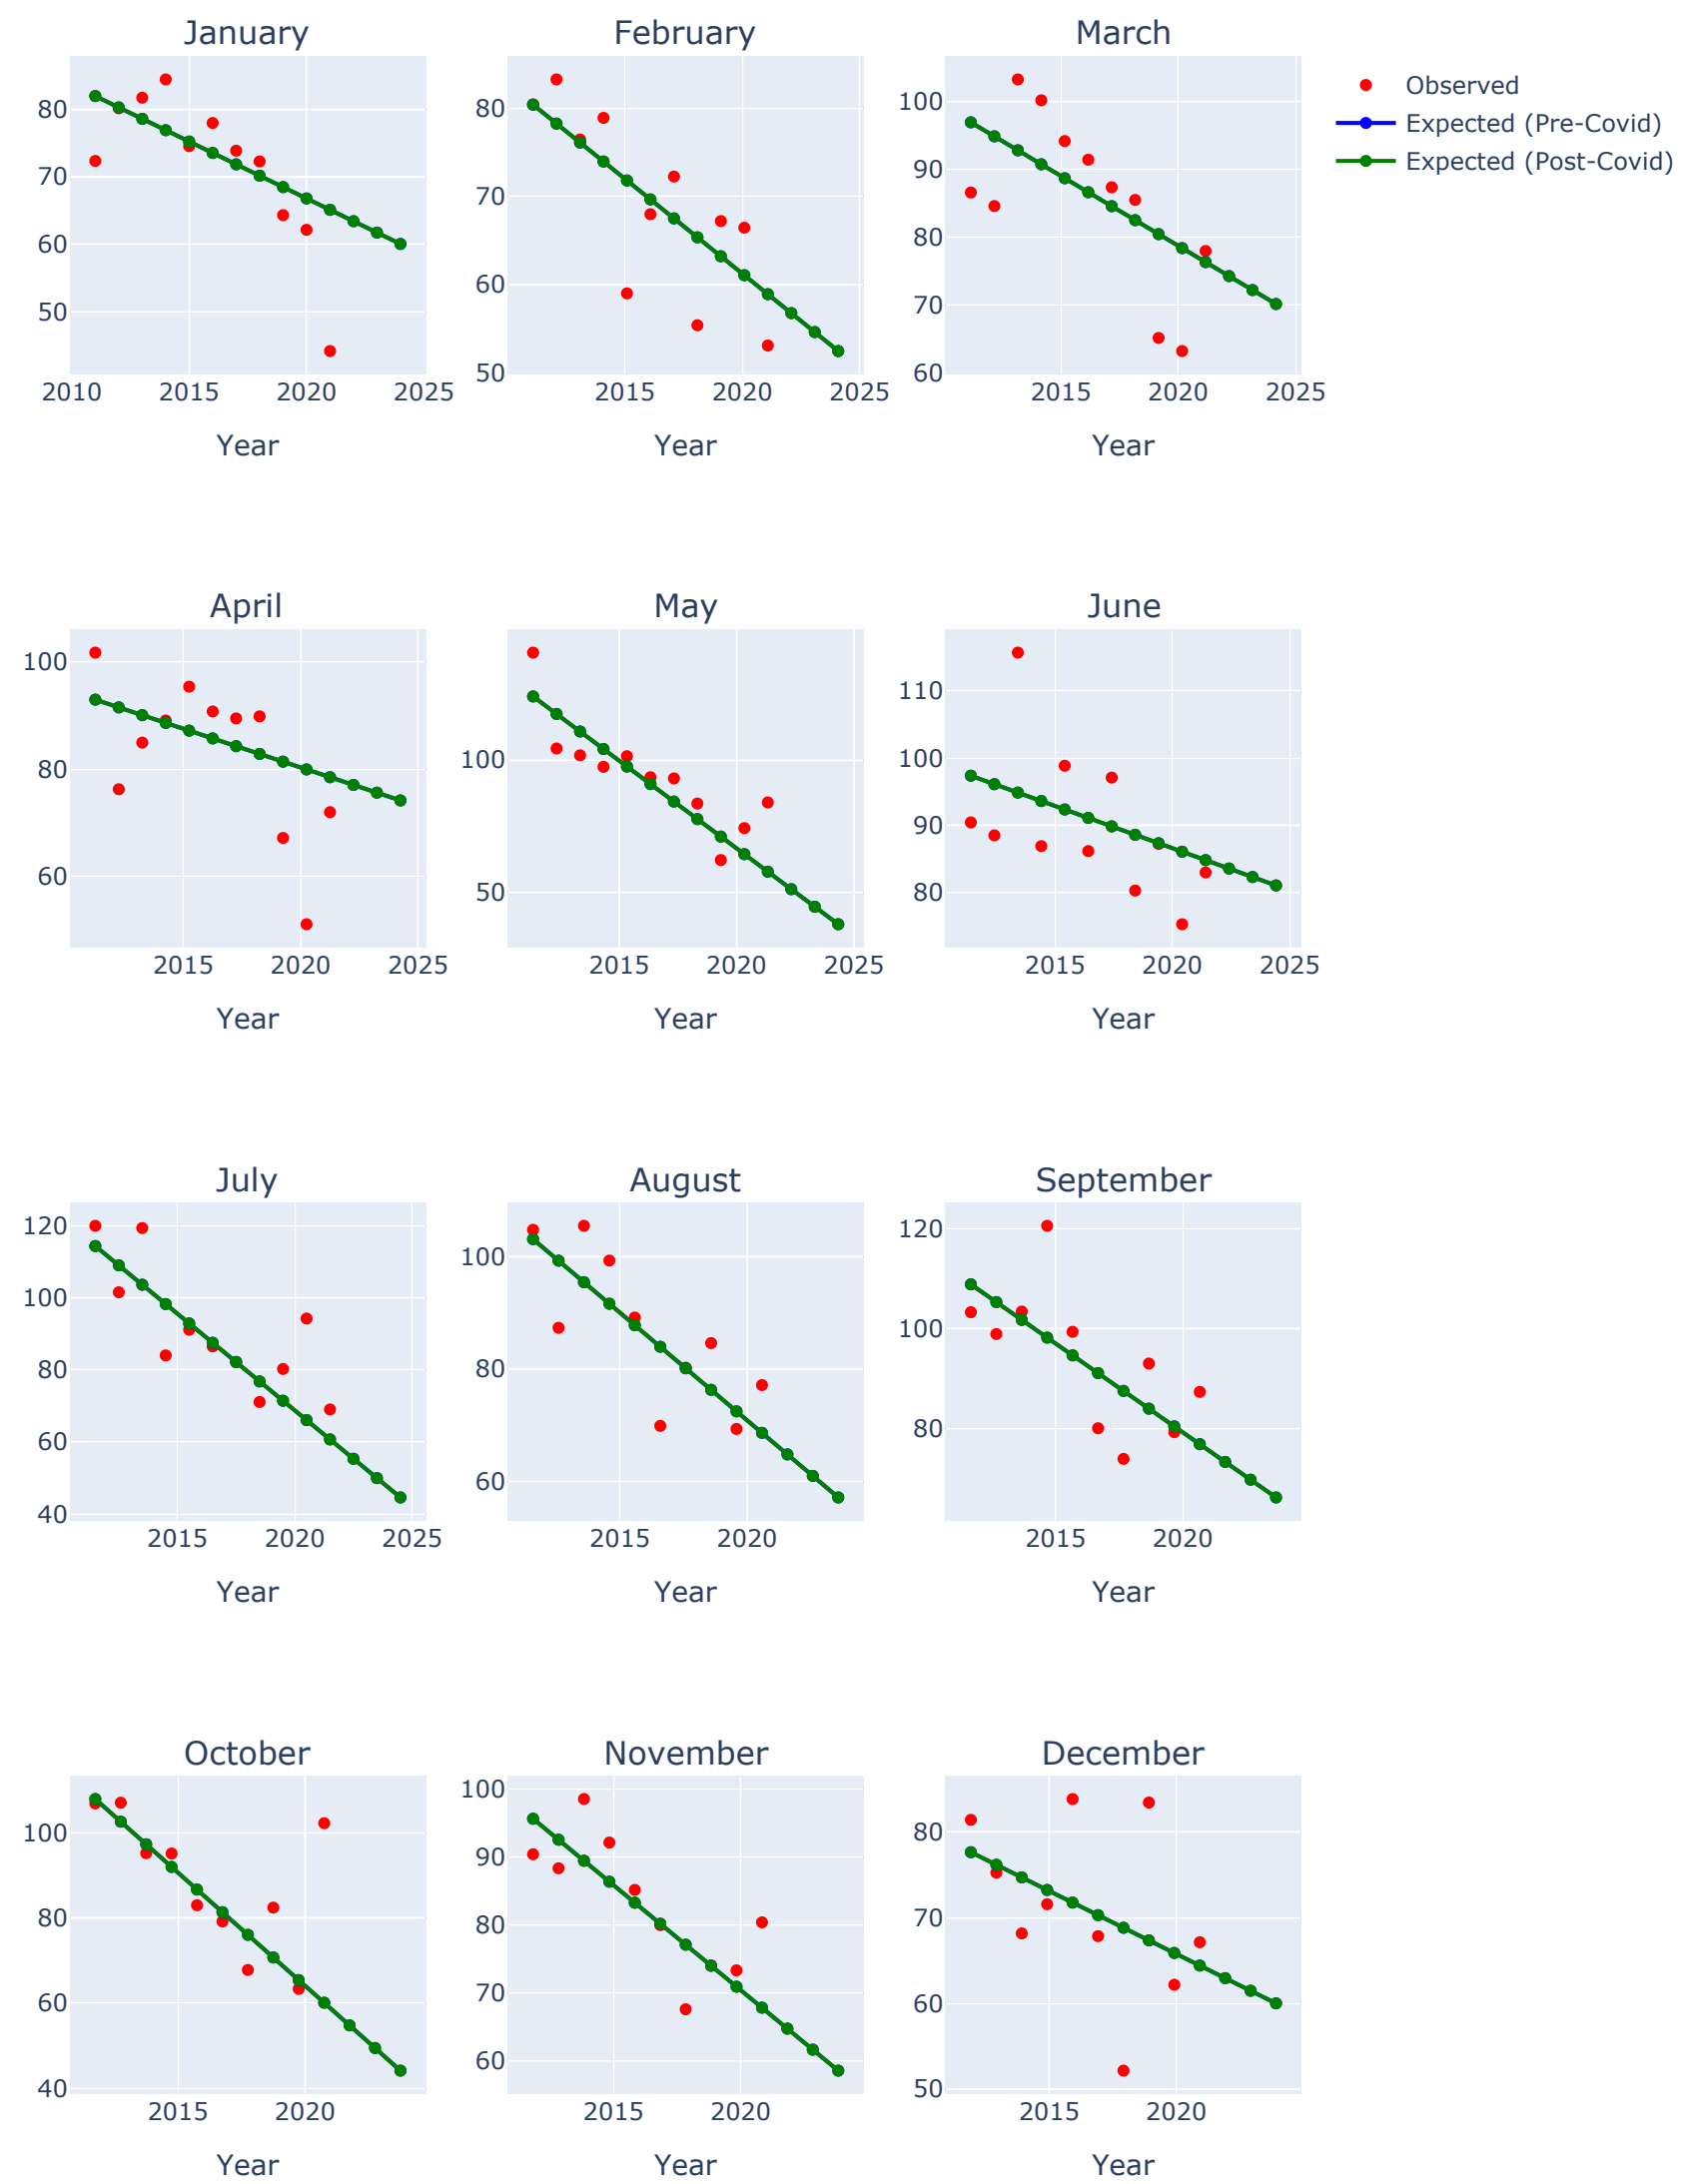 January February March
80
70
60
50
2010 2015 2020 2025
Year
80
70
60
50
2015 2020 2025
Year
100
90
80
70
60
2015 2020 2025
Year
Observed
Expected (Pre-Covid)
Expected (Post-Covid)
April May June
100
80
60
2015 2020 2025
Year
100
50
2015 2020 2025
Year
110
100
90
80
2015 2020 2025
Year
July August September
120
100
80
60
40
2015 2020 2025
Year
100
80
60
2015 2020
Year
120
100
80
2015 2020
Year
October November December
100
80
60
40
2015 2020
Year
100
90
80
70
60
2015 2020
Year
80
70
60
50
2015 2020
Year